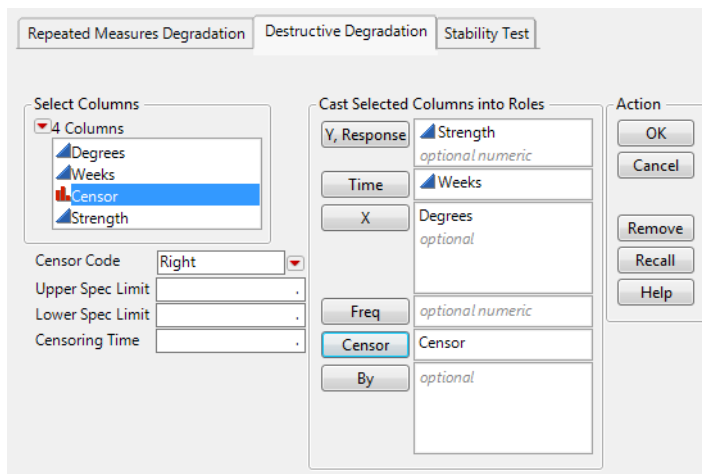 Repeated Measures Degradation
Destructive Degradation
Stability Test
Select Columns
4 Columns
Degrees
Weeks
Censor
Strength
Censor Code
Right
Upper Spec Limit
.
Lower Spec Limit
.
Censoring Time
.
Cast Selected Columns into Roles
Y, Response
Strength
optional numeric
Time
Weeks
X
Degrees
optional
Freq
optional numeric
Censor
Censor
By
optional
Action
OK
Cancel
Remove
Recall
Help